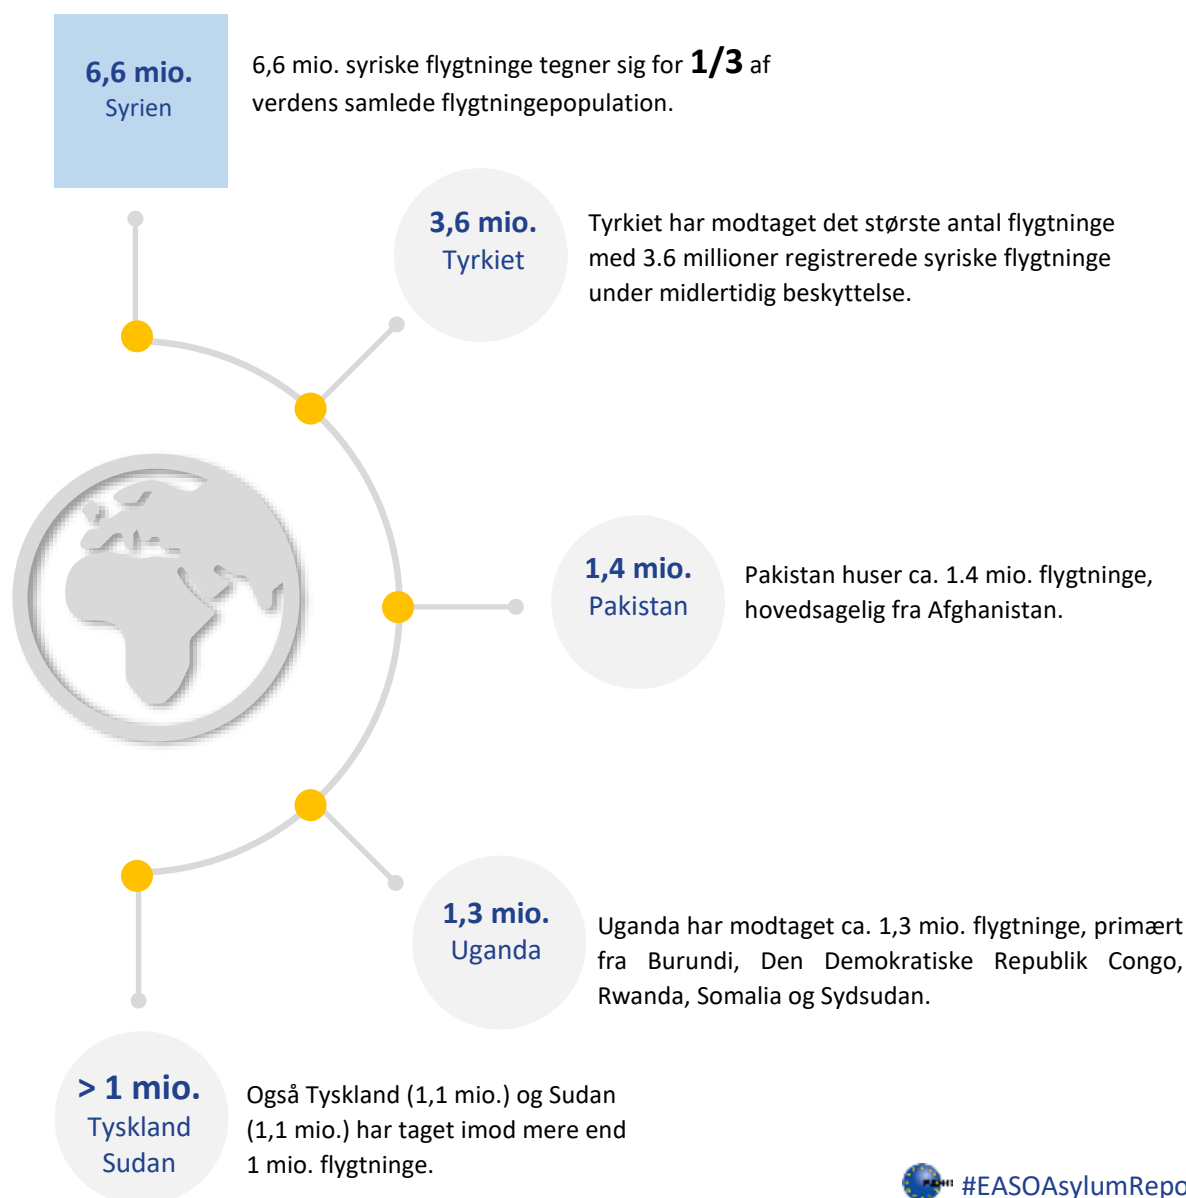 6,6 mio.
Syrien
6,6 mio. syriske flygtninge tegner sig for 1/3 af
verdens samlede flygtningepopulation.
3,6 mio.
Tyrkiet
Tyrkiet har modtaget det største antal flygtninge
med 3.6 millioner registrerede syriske flygtninge
under midlertidig beskyttelse.
1,4 mio.
Pakistan
Pakistan huser ca. 1.4 mio. flygtninge,
hovedsagelig fra Afghanistan.
1,3 mio.
Uganda
Uganda har modtaget ca. 1,3 mio. flygtninge, primært
fra Burundi, Den Demokratiske Republik Congo,
Rwanda, Somalia og Sydsudan.
> 1 mio.
Tyskland
Sudan
Også Tyskland (1,1 mio.) og Sudan
(1,1 mio.) har taget imod mere end
1 mio. flygtninge.
#EASOAsylumRepo